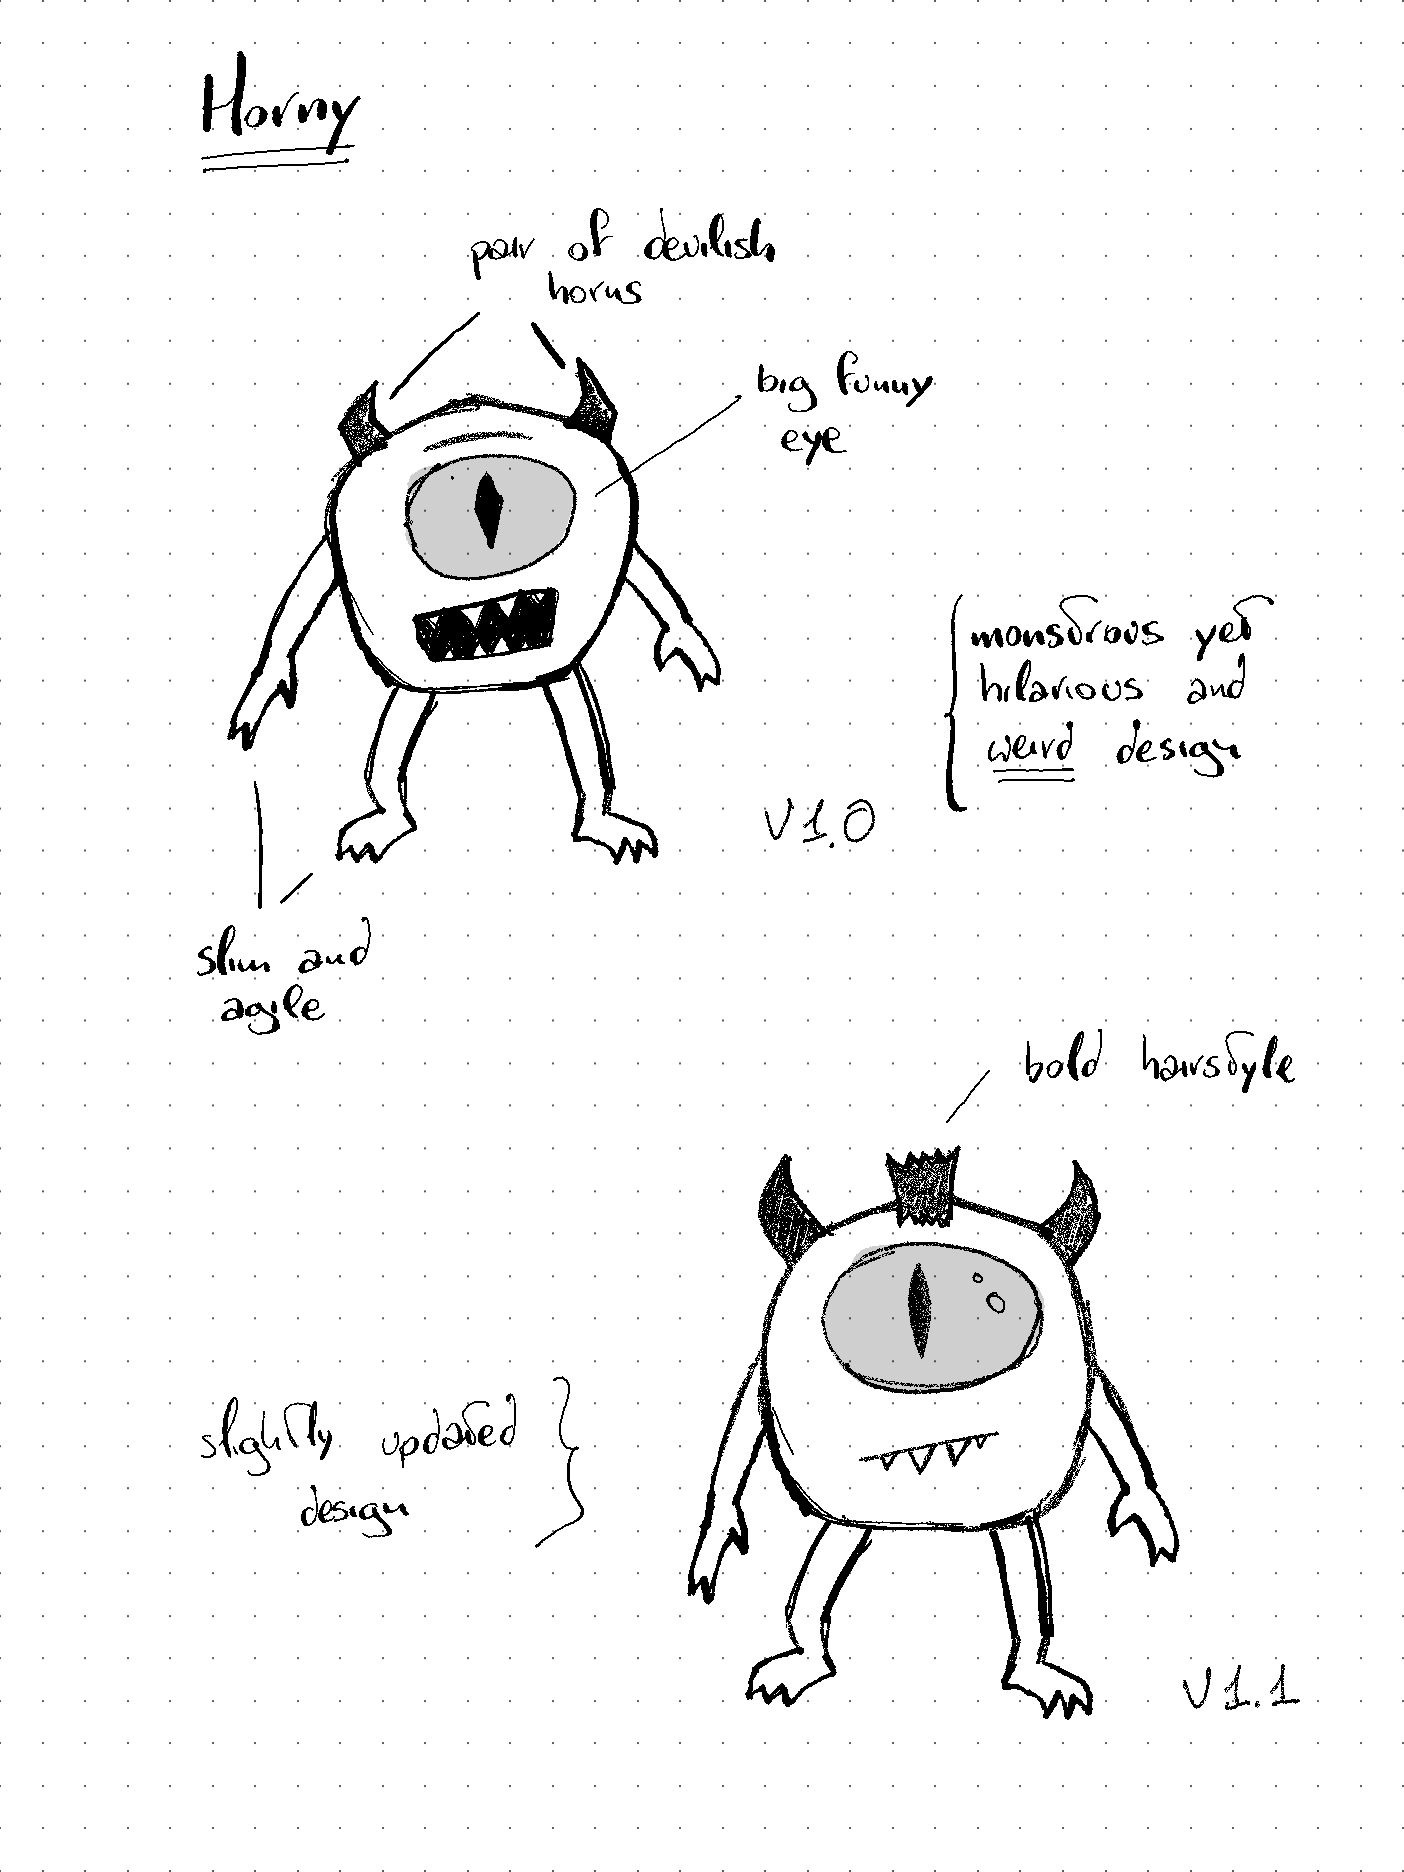 Horny
pair of devilish
horns
big funny
eye
monstrous yet
hilarious and
weird design
V1.0
slim and
agile
bold hairstyle
slightly updated
design
V1.1